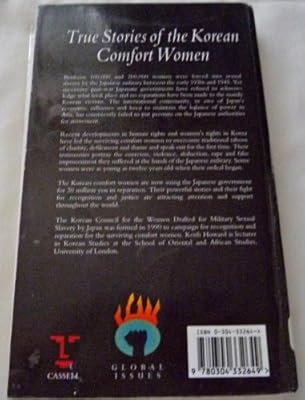 True Stories of the Korean
Comfort Women
Between 100,000 and 200,000 women were forced into sexual
slavery by the Japanese military between the early 1930s and 1945. Yet
successive post-war Japanese governments have refused to acknow-
ledge what took place and no reparations have been made to the mostly
Korean victims. The international community, in awe of Japan's
economic influence and keen to maintain the balance of power in
Asia, has consistently failed to put pressure on the Japanese authorities
for atonement.
Recent developments in human rights and women's rights in Korea
have led the surviving comfort women to overcome traditional taboos
of chastity, defilement and shame and speak out for the first time. Their
testimonies portray the coercion, violence, abduction, rape and false
imprisonment they suffered at the hands of the Japanese military. Some
women were as young as twelve years old when their ordeal began.
The Korean comfort women are now suing the Japanese government
for 20 million yen in reparation. Their powerful stories and their fight
for recognition and justice are attracting attention and support
throughout the world.
The Korean Council for the Women Drafted for Military Sexual
Slavery by Japan was formed in 1990 to campaign for recognition and
reparation for the surviving comfort women. Keith Howard is lecturer
in Korean Studies at the School of Oriental and African Studies,
University of London.
CASSELL
GLOBAL
ISSUES
ISBN 0-304-33264-X
9 780304 332649 >